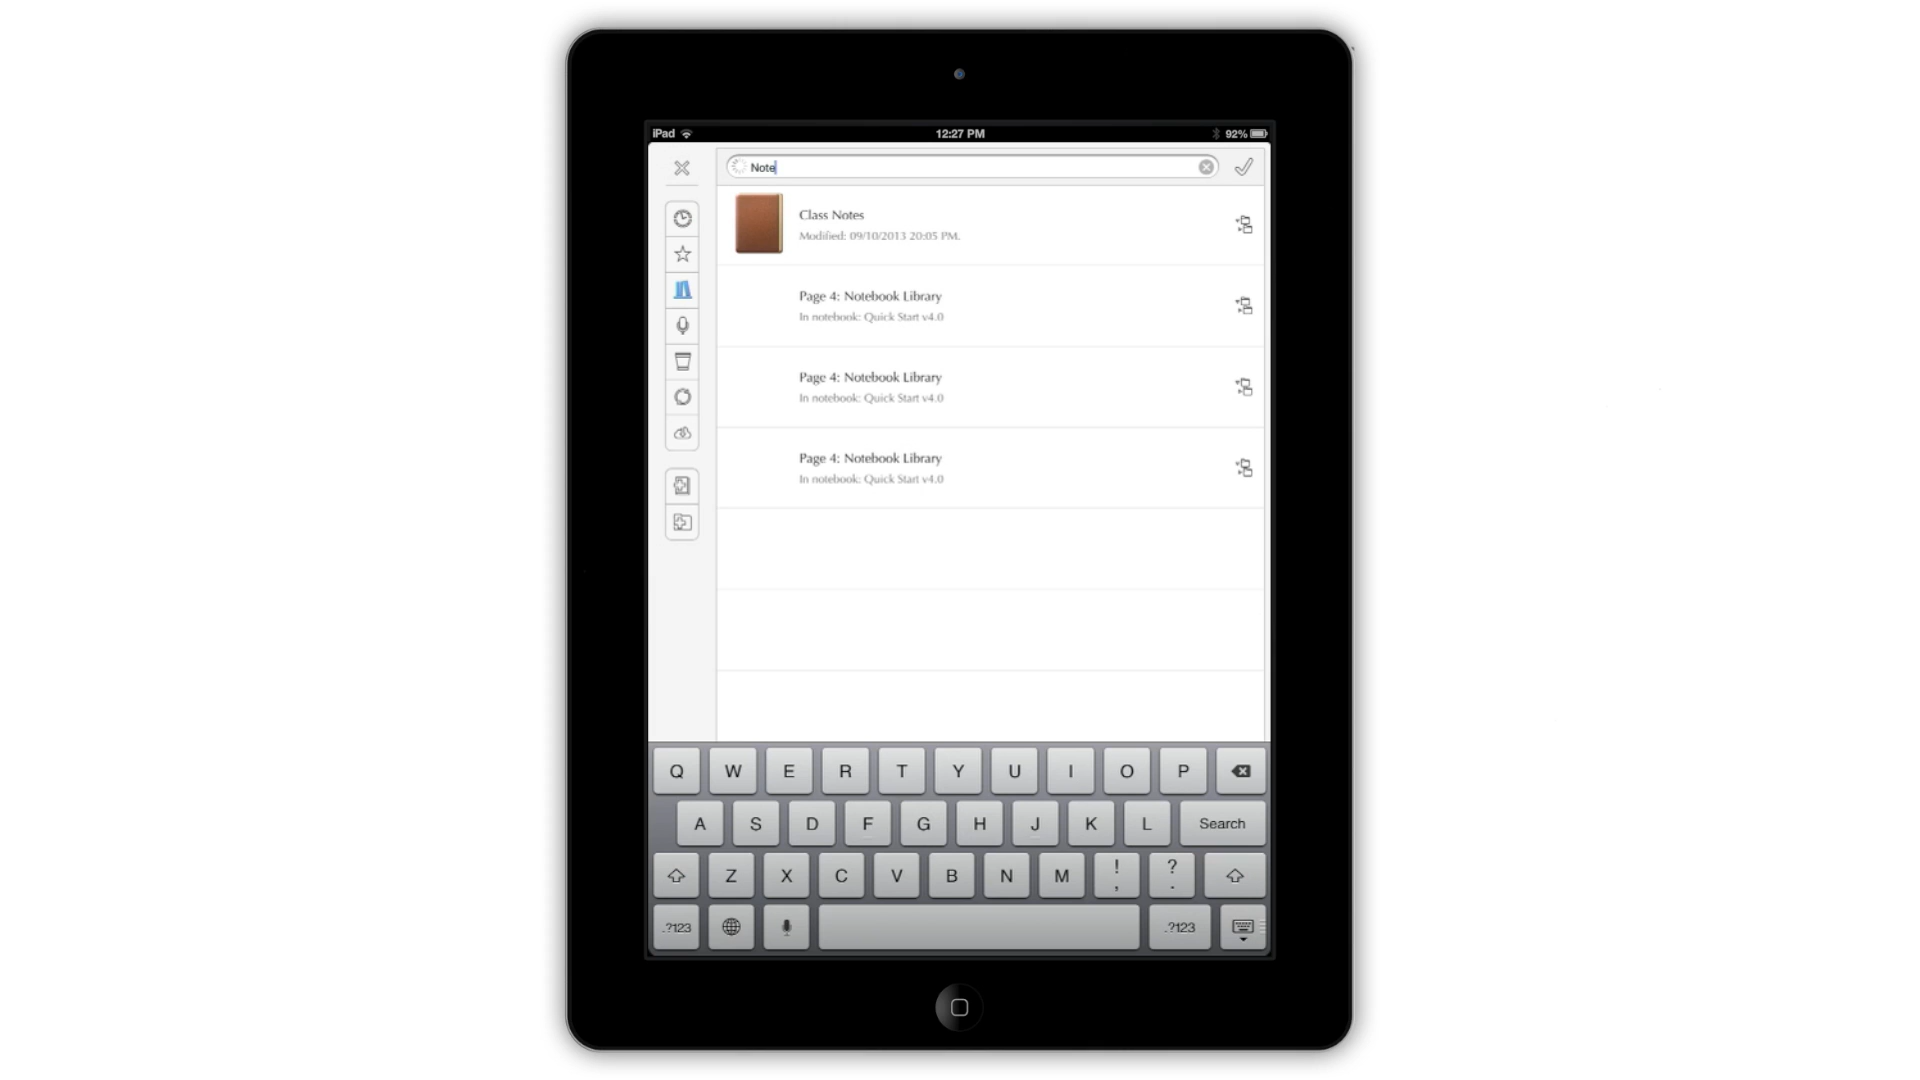 iPad 12:27 PM 92%
Note
Class Notes
Modified: 09/10/2013 20:05 PM.
Page 4: Notebook Library
In notebook: Quick Start v4.0
Page 4: Notebook Library
In notebook: Quick Start v4.0
Page 4: Notebook Library
In notebook: Quick Start v4.0
Q W E R T Y U I O P
A S D F G H J K L Search
Z X C V B N M ! , ? .
.?123 .?123